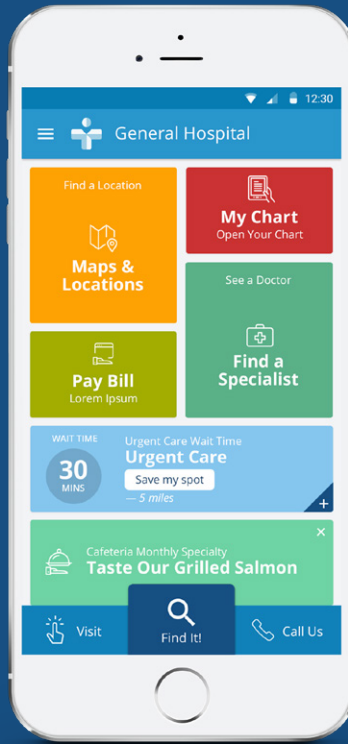 12:30
General Hospital
Find a Location
Maps &
Locations
My Chart
Open Your Chart
See a Doctor
Find a
Specialist
Pay Bill
Lorem Ipsum
WAIT TIME
30
MINS
Urgent Care Wait Time
Urgent Care
Save my spot
— 5 miles
+
×
Cafeteria Monthly Specialty
Taste Our Grilled Salmon
Visit
Find It!
Call Us